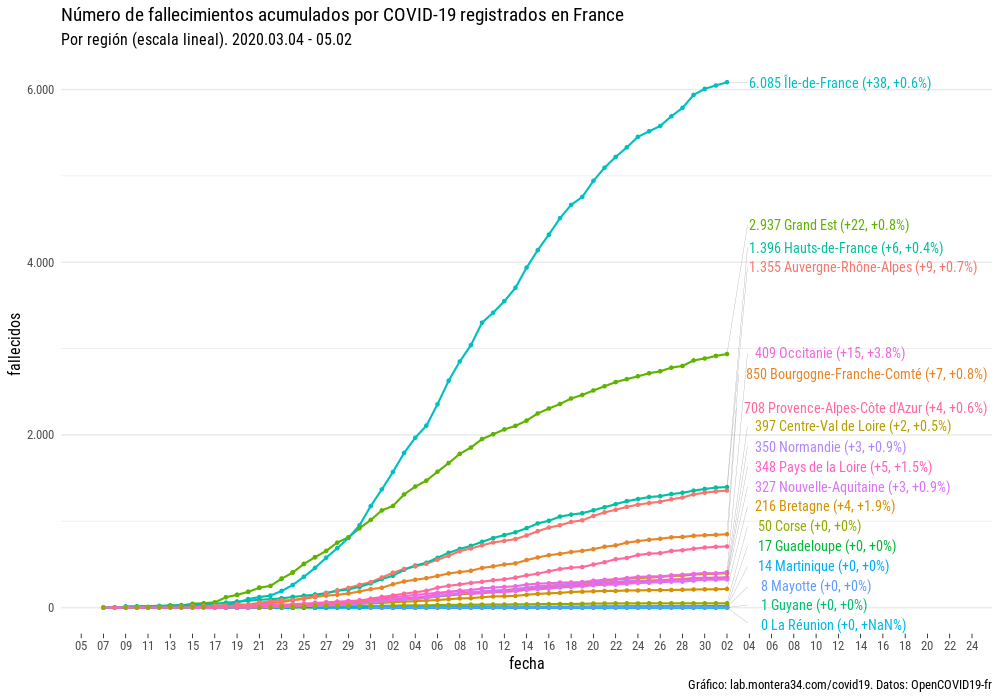 Número de fallecimientos acumulados por COVID-19 registrados en France
Por región (escala lineal). 2020.03.04 - 05.02
fallecidos
6.000
4.000
2.000
0
6.085 Île-de-France (+38, +0.6%)
2.937 Grand Est (+22, +0.8%)
1.396 Hauts-de-France (+6, +0.4%)
1.355 Auvergne-Rhône-Alpes (+9, +0.7%)
409 Occitanie (+15, +3.8%)
850 Bourgogne-Franche-Comté (+7, +0.8%)
708 Provence-Alpes-Côte d'Azur (+4, +0.6%)
397 Centre-Val de Loire (+2, +0.5%)
350 Normandie (+3, +0.9%)
348 Pays de la Loire (+5, +1.5%)
327 Nouvelle-Aquitaine (+3, +0.9%)
216 Bretagne (+4, +1.9%)
50 Corse (+0, +0%)
17 Guadeloupe (+0, +0%)
14 Martinique (+0, +0%)
8 Mayotte (+0, +0%)
1 Guyane (+0, +0%)
0 La Réunion (+0, +NaN%)
05 07 09 11 13 15 17 19 21 23 25 27 29 31 02 04 06 08 10 12 14 16 18 20 22 24 26 28 30 02 04 06 08 10 12 14 16 18 20 22 24
fecha
Gráfico: lab.montera34.com/covid19. Datos: OpenCOVID19-fr